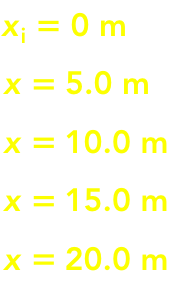 xᵢ = 0 m
x = 5.0 m
x = 10.0 m
x = 15.0 m
x = 20.0 m